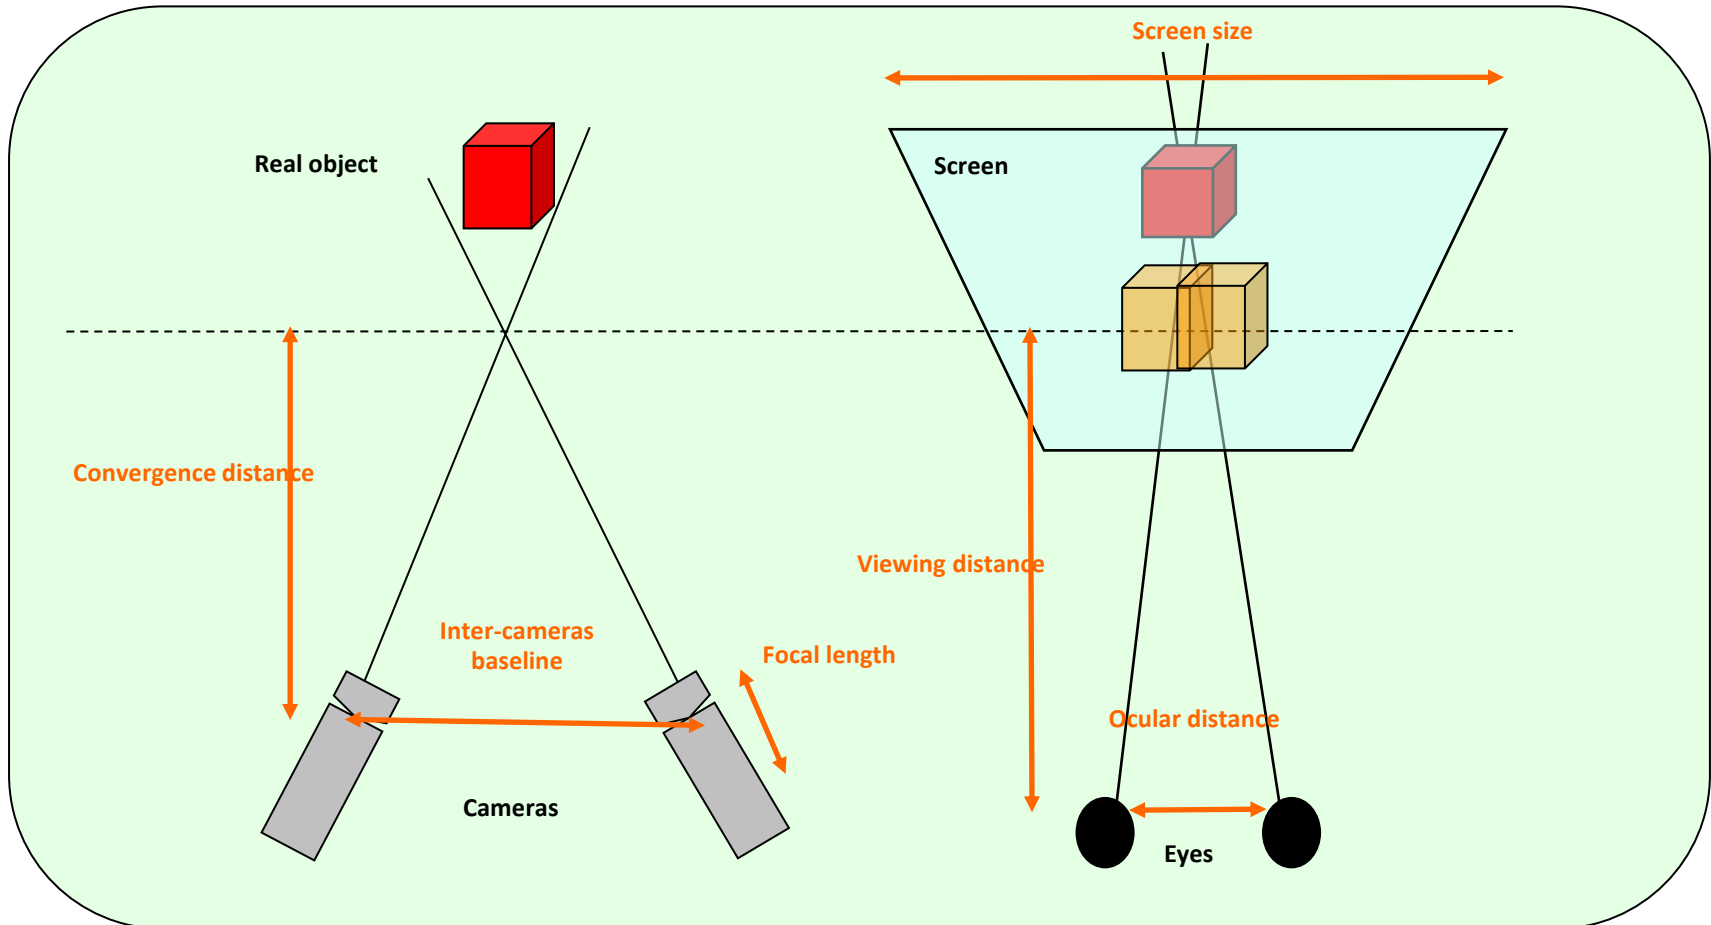 Screen size
Real object
Screen
Convergence distance
Viewing distance
Inter-cameras
baseline
Focal length
Ocular distance
Cameras
Eyes